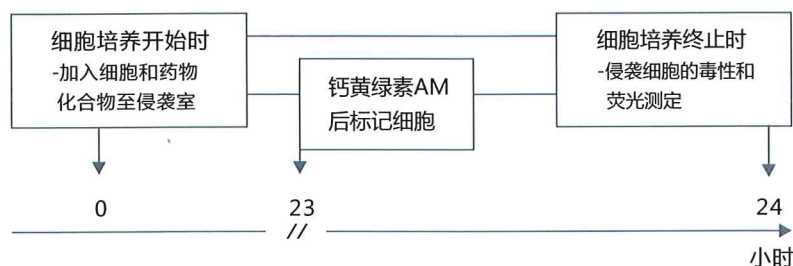 细胞培养开始时
-加入细胞和药物
化合物至侵袭室
钙黄绿素AM
后标记细胞
细胞培养终止时
-侵袭细胞的毒性和
荧光测定
0
23
24
//
小时